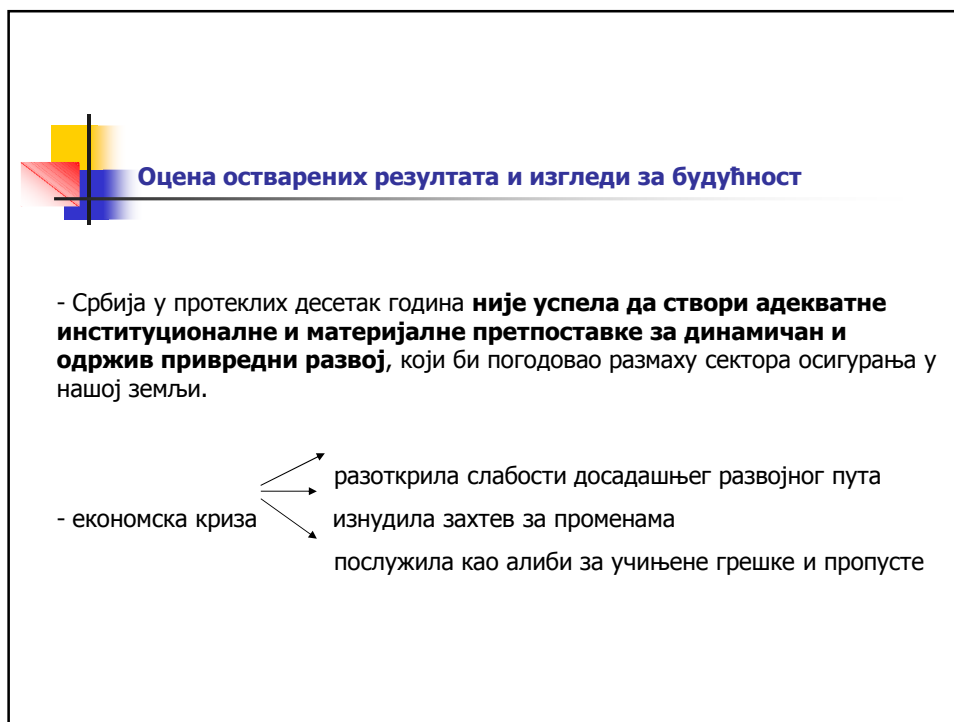 Оцена остварених резултата и изгледи за будућност
- Србија у протеклих десетак година није успела да створи адекватне
институционалне и материјалне претпоставке за динамичан и
одржив привредни развој, који би погодовао размаху сектора осигурања у
нашој земљи.
разоткрила слабости досадашњег развојног пута
- економска криза изнудила захтев за променама
послужила као алиби за учињене грешке и пропусте